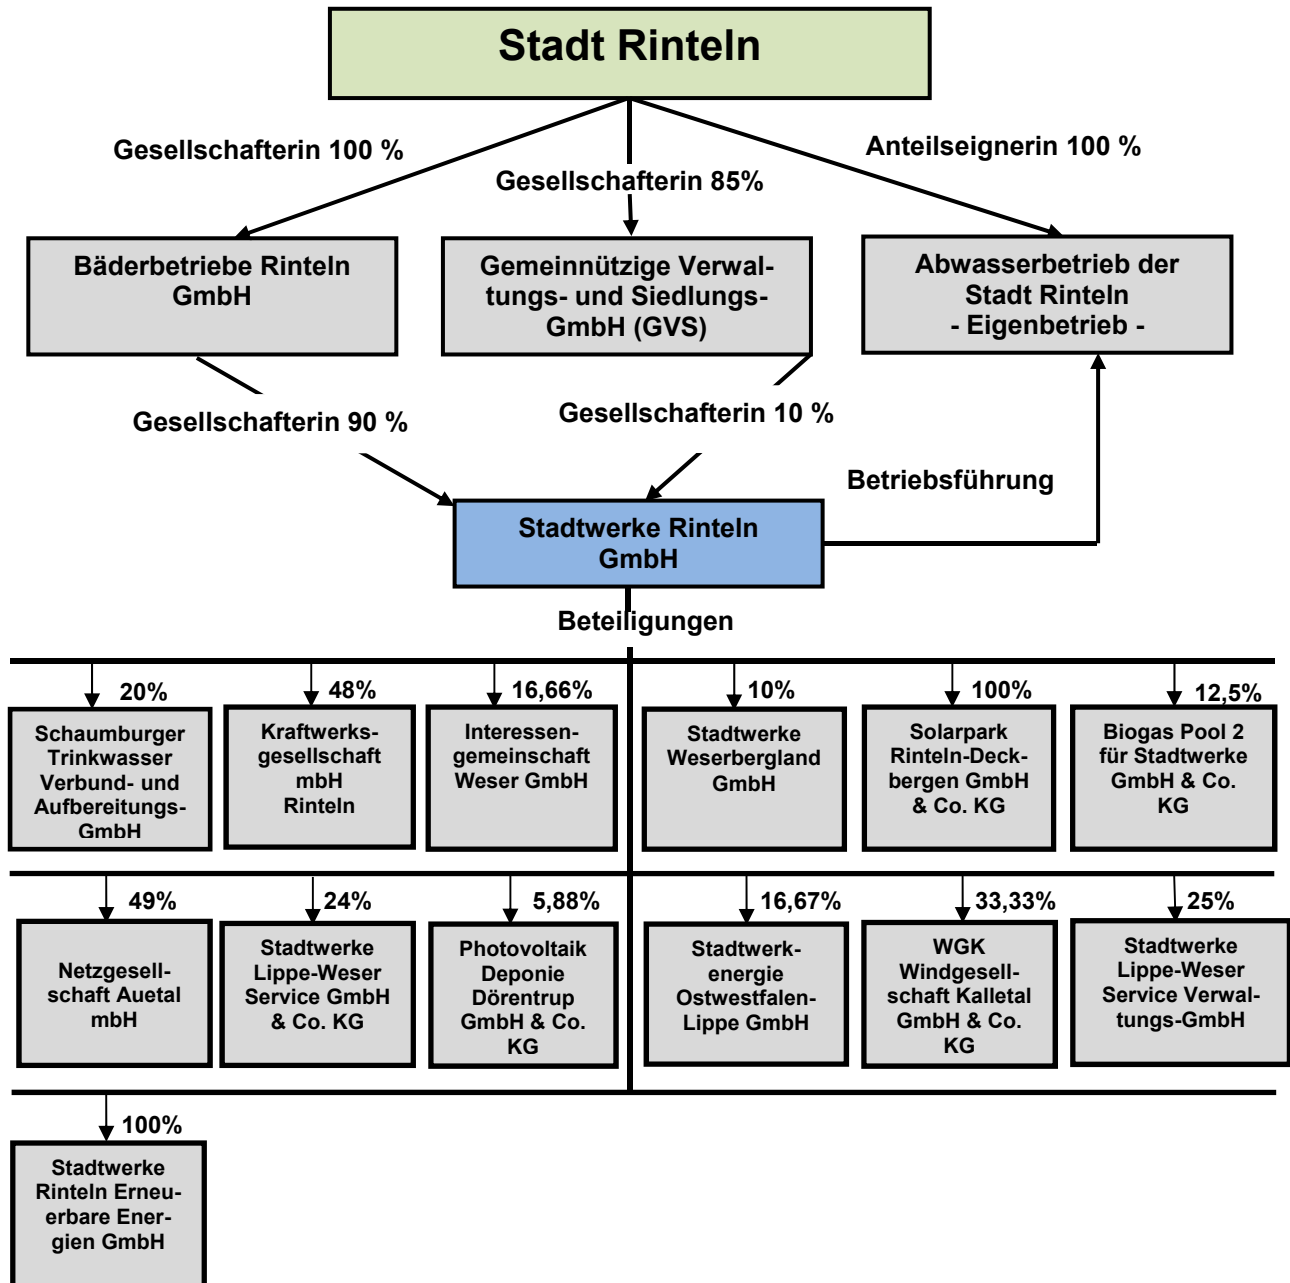 Stadt Rinteln
Gesellschafterin 100 %
Gesellschafterin 85%
Anteilseignerin 100 %
Bäderbetriebe Rinteln
GmbH
Gemeinnützige Verwal-
tungs- und Siedlungs-
GmbH (GVS)
Abwasserbetrieb der
Stadt Rinteln
- Eigenbetrieb -
Gesellschafterin 90 %
Gesellschafterin 10 %
Betriebsführung
Stadtwerke Rinteln
GmbH
Beteiligungen
20%
Schaumburger
Trinkwasser
Verbund- und
Aufbereitungs-
GmbH
48%
Kraftwerks-
gesellschaft
mbH
Rinteln
16,66%
Interessen-
gemeinschaft
Weser GmbH
10%
Stadtwerke
Weserbergland
GmbH
100%
Solarpark
Rinteln-Deck-
bergen GmbH
& Co. KG
12,5%
Biogas Pool 2
für Stadtwerke
GmbH & Co.
KG
49%
Netzgesell-
schaft Auetal
mbH
24%
Stadtwerke
Lippe-Weser
Service GmbH
& Co. KG
5,88%
Photovoltaik
Deponie
Dörentrup
GmbH & Co.
KG
16,67%
Stadtwerk-
energie
Ostwestfalen-
Lippe GmbH
33,33%
WGK
Windgesell-
schaft Kalletal
GmbH & Co.
KG
25%
Stadtwerke
Lippe-Weser
Service Verwal-
tungs-GmbH
100%
Stadtwerke
Rinteln Erneu-
erbare Ener-
gien GmbH